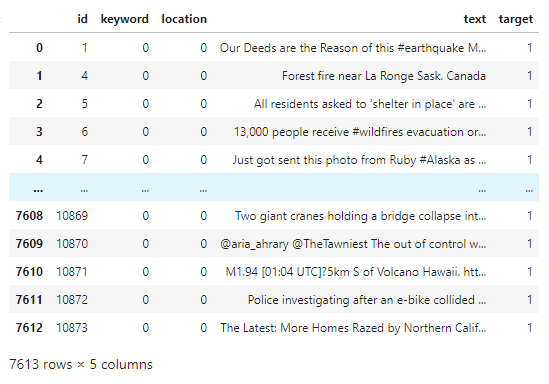 id keyword location text target
0 1 0 0 Our Deeds are the Reason of this #earthquake M... 1
1 4 0 0 Forest fire near La Ronge Sask. Canada 1
2 5 0 0 All residents asked to 'shelter in place' are ... 1
3 6 0 0 13,000 people receive #wildfires evacuation or... 1
4 7 0 0 Just got sent this photo from Ruby #Alaska as ... 1
... ... ... ... ... ...
7608 10869 0 0 Two giant cranes holding a bridge collapse int... 1
7609 10870 0 0 @aria_ahrary @TheTawniest The out of control w... 1
7610 10871 0 0 M1.94 [01:04 UTC]?5km S of Volcano Hawaii. htt... 1
7611 10872 0 0 Police investigating after an e-bike collided ... 1
7612 10873 0 0 The Latest: More Homes Razed by Northern Calif... 1
7613 rows × 5 columns